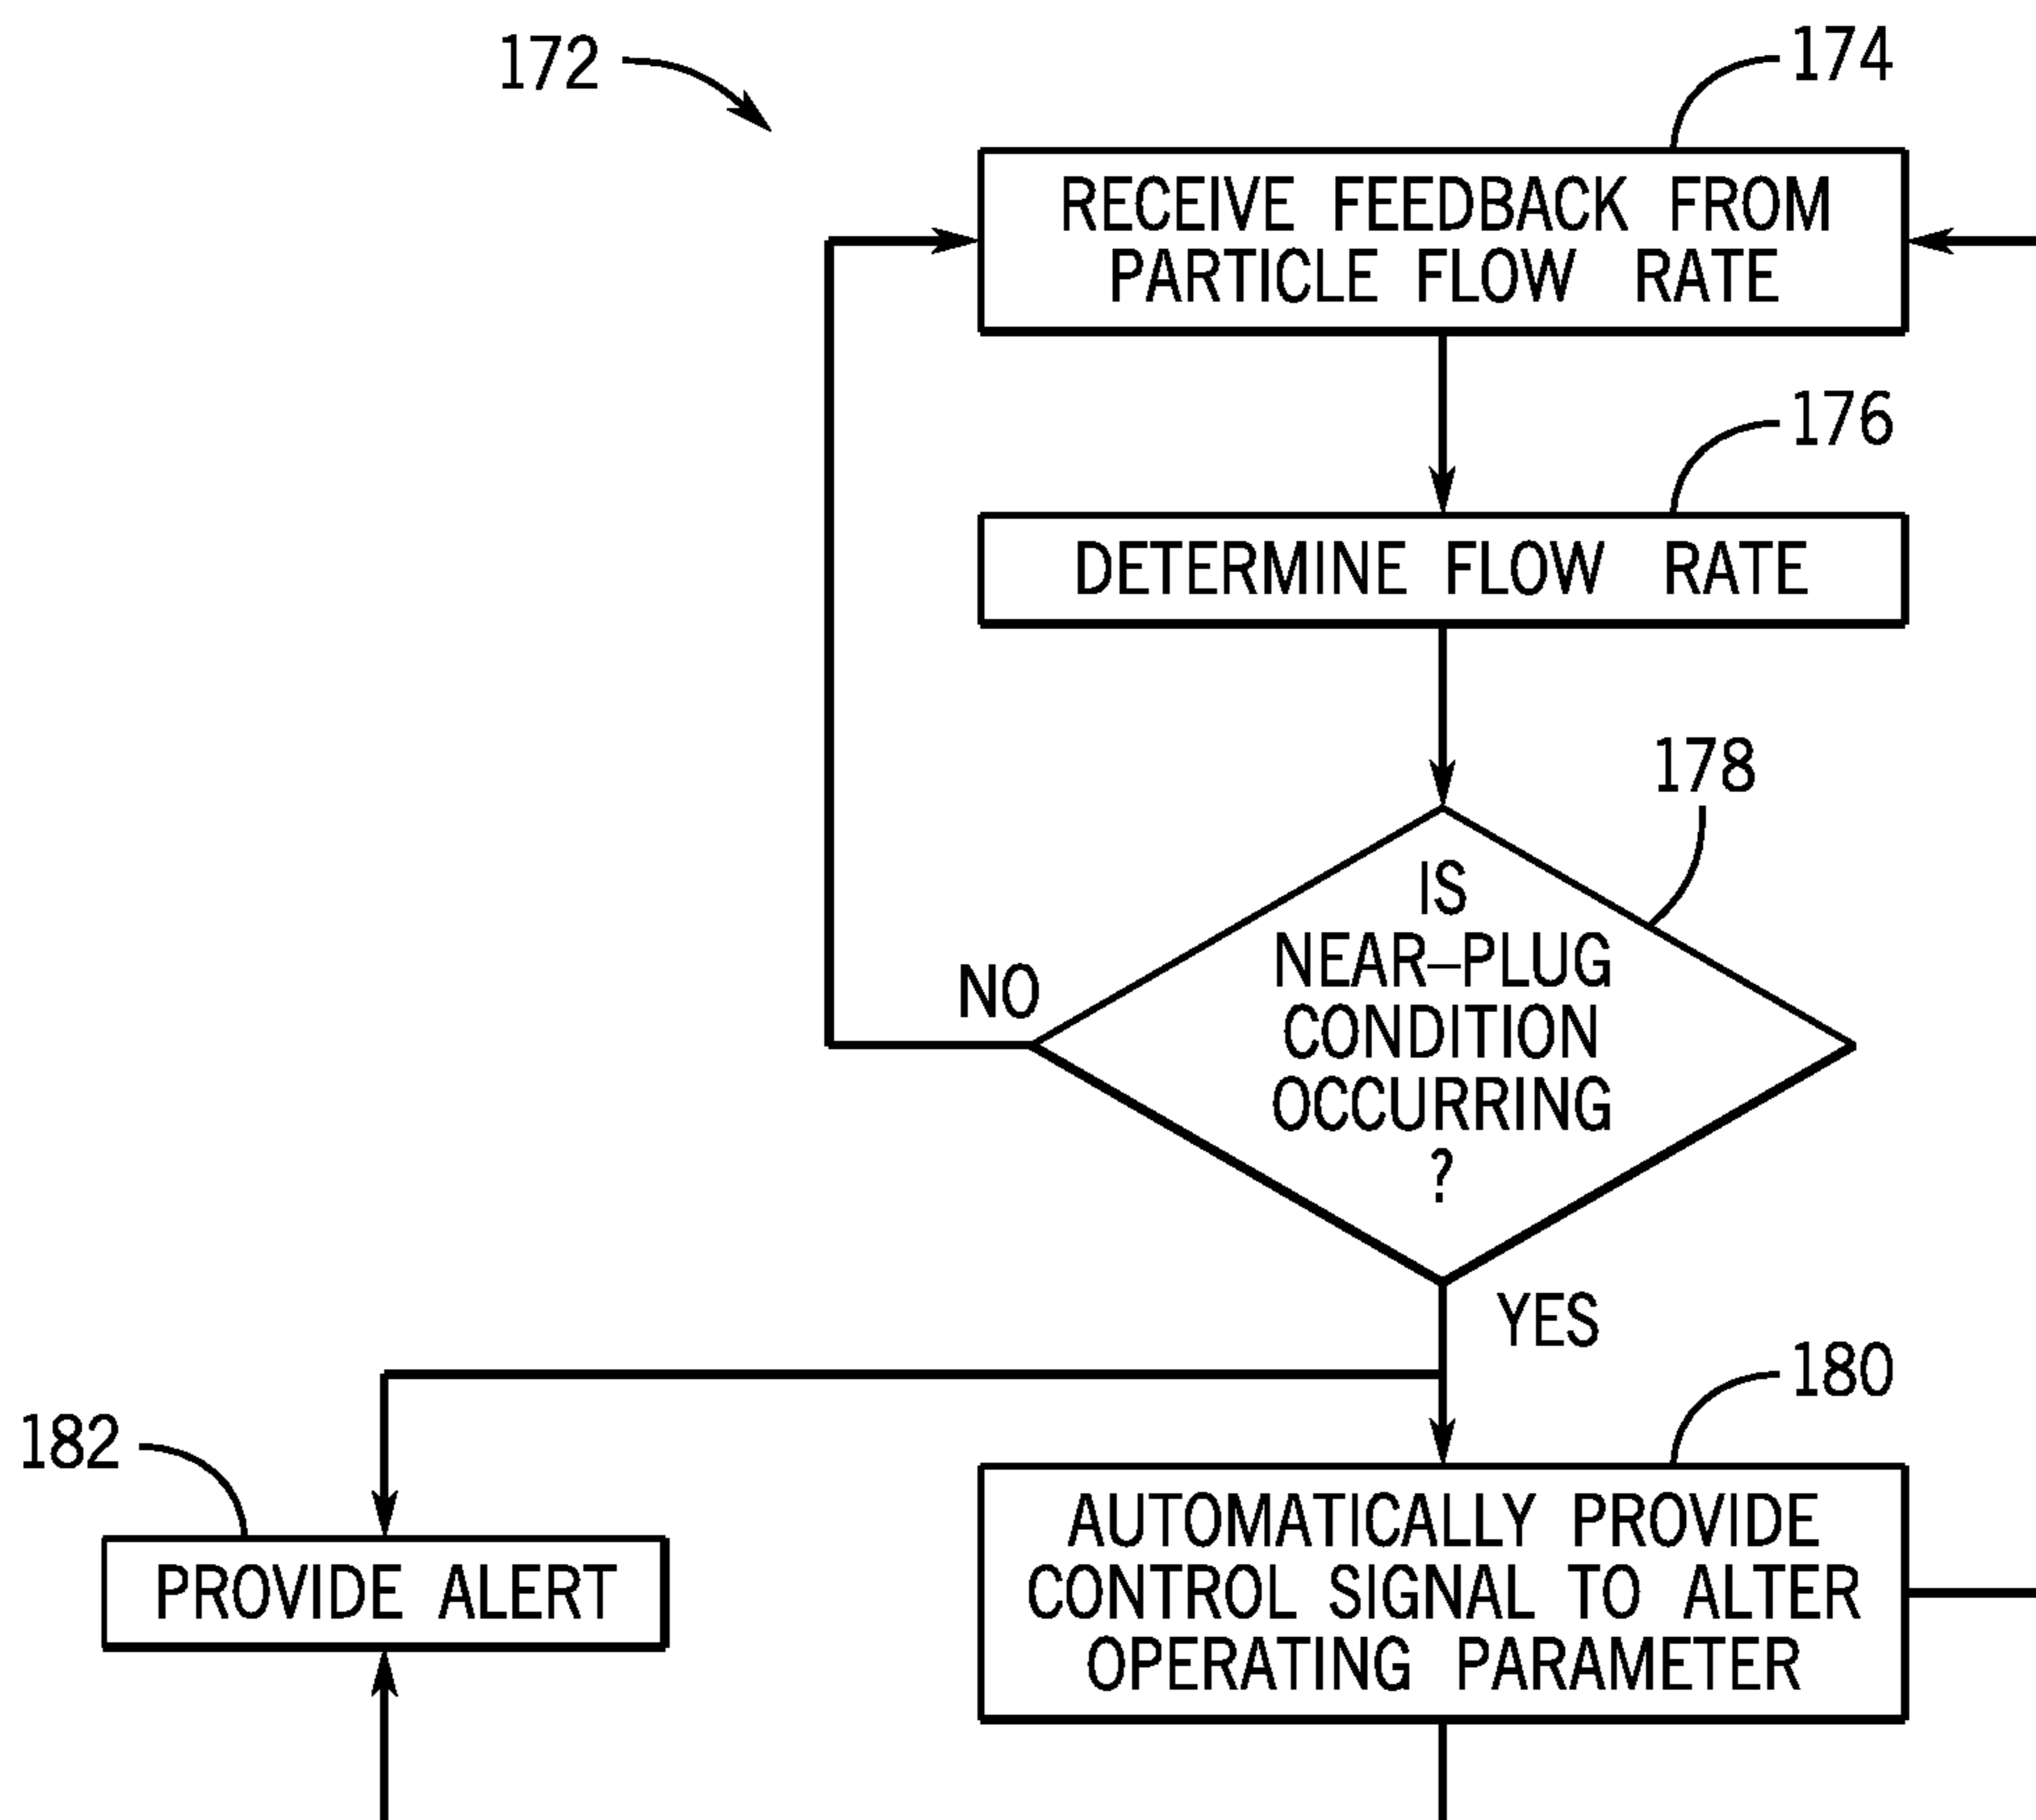 172
174
RECEIVE FEEDBACK FROM
PARTICLE FLOW RATE
176
DETERMINE FLOW RATE
178
IS
NEAR–PLUG
CONDITION
OCCURRING
?
NO
YES
180
182
AUTOMATICALLY PROVIDE
CONTROL SIGNAL TO ALTER
OPERATING PARAMETER
PROVIDE ALERT